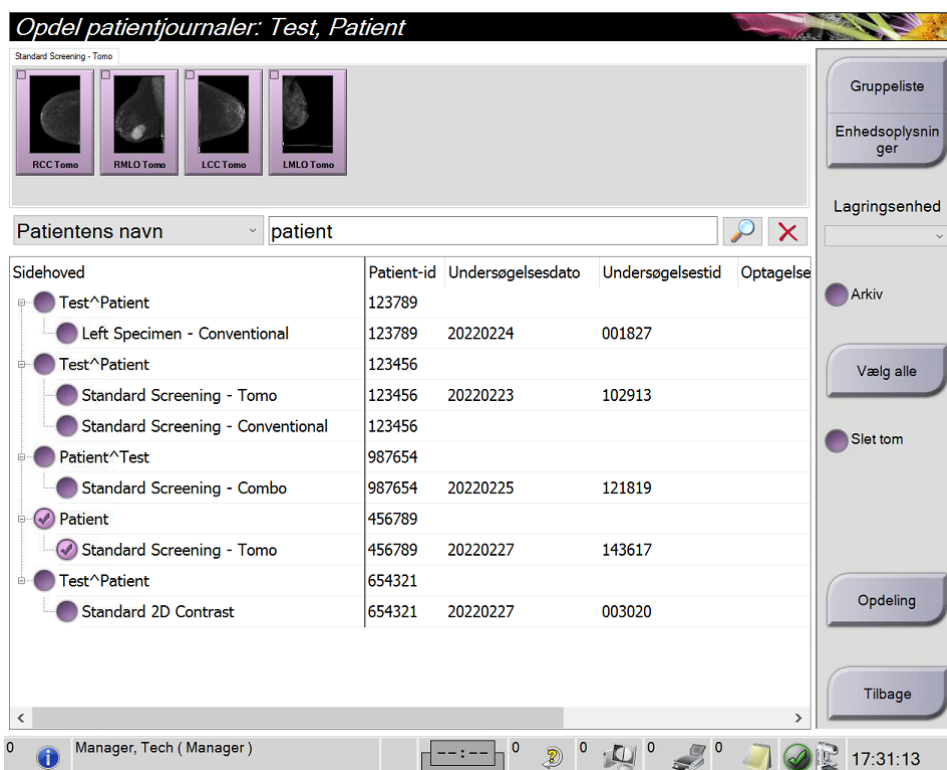 Opdel patientjournaler: Test, Patient
Standard Screening - Tomo
RCC Tomo RMLO Tomo LCC Tomo LMLO Tomo
Gruppeliste
Enhedsoplysnin
ger
Lagringsenhed
Patientens navn patient
Sidehoved Patient-id Undersøgelsesdato Undersøgelsestid Optagelse
Test^Patient 123789
Left Specimen - Conventional 123789 20220224 001827
Test^Patient 123456
Standard Screening - Tomo 123456 20220223 102913
Standard Screening - Conventional 123456
Patient^Test 987654
Standard Screening - Combo 987654 20220225 121819
Patient 456789
Standard Screening - Tomo 456789 20220227 143617
Test^Patient 654321
Standard 2D Contrast 654321 20220227 003020
Arkiv
Vælg alle
Slet tom
Opdeling
Tilbage
0 Manager, Tech ( Manager ) --:-- 0 0 0 0 17:31:13